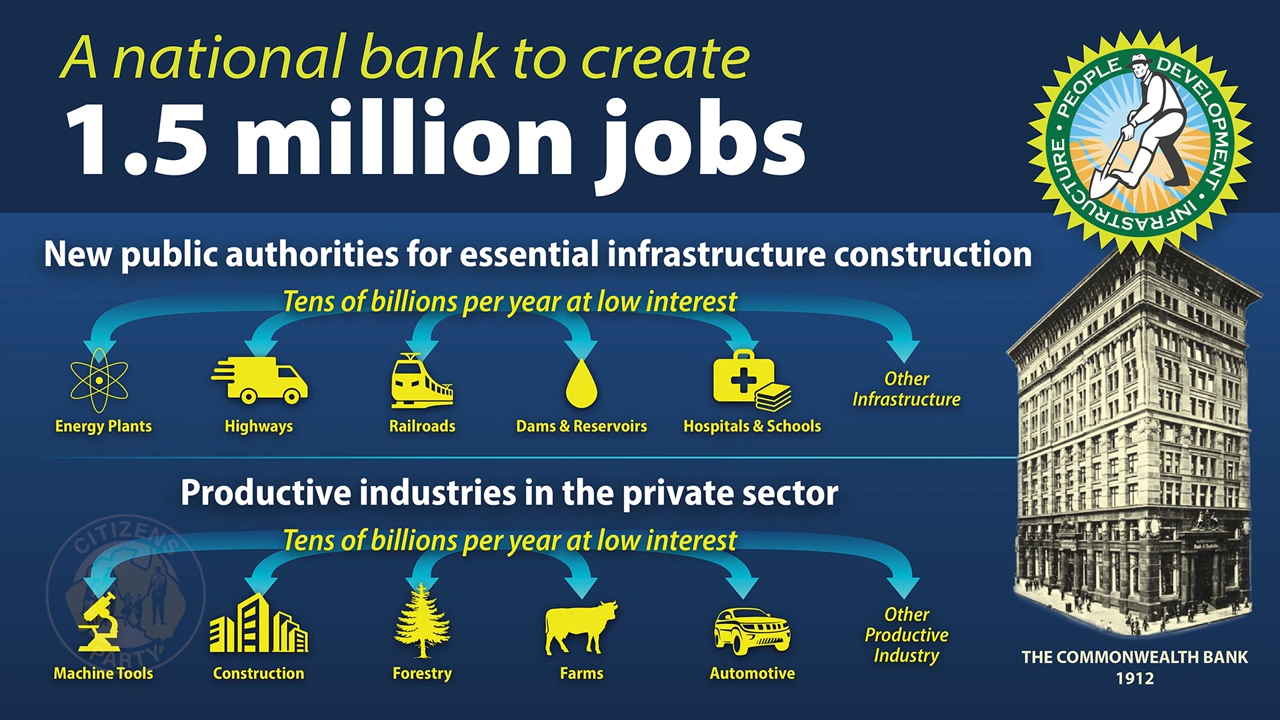 A national bank to create
1.5 million jobs
PEOPLE • DEVELOPMENT • INFRASTRUCTURE •
New public authorities for essential infrastructure construction
Tens of billions per year at low interest
Energy Plants
Highways
Railroads
Dams & Reservoirs
Hospitals & Schools
Other
Infrastructure
Productive industries in the private sector
Tens of billions per year at low interest
CITIZENS
PARTY
Machine Tools
Construction
Forestry
Farms
Automotive
Other
Productive
Industry
THE COMMONWEALTH BANK
1912